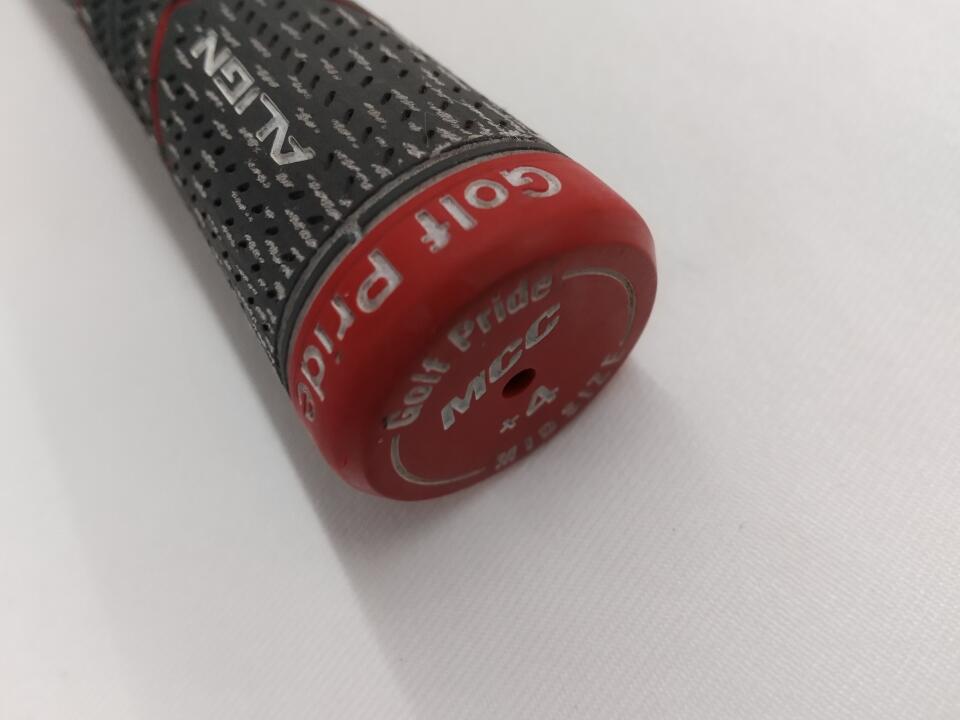 ALIGN
Golf Pride
Golf Pride
MCC
+4
MIDSIZE